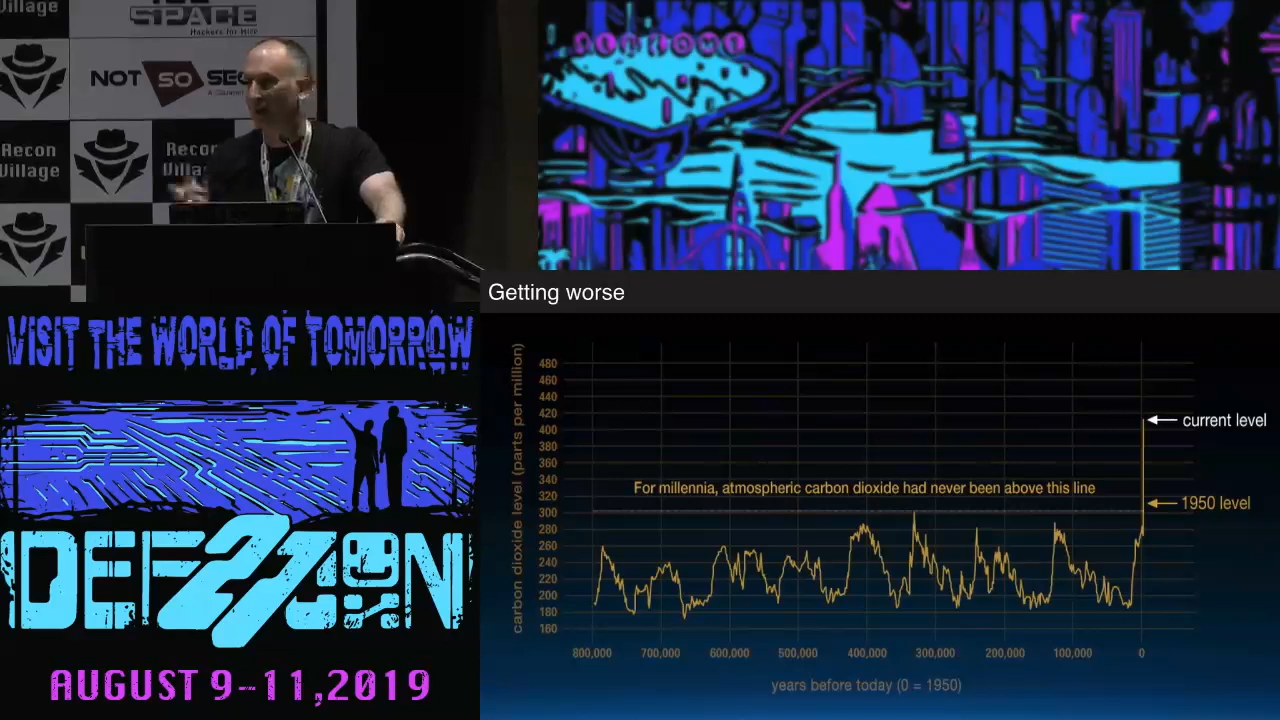 Village
SPACE
Hackers for Hire
NOT SO SEC
Recon
Village
Recon
Village
WELCOME
VISIT THE WORLD OF TOMORROW
DEF 27 CON
AUGUST 9-11,2019
Getting worse
carbon dioxide level (parts per million)
480
460
440
420
400
380
360
340
320
300
280
260
240
220
200
180
160
current level
For millennia, atmospheric carbon dioxide had never been above this line
1950 level
800,000
700,000
600,000
500,000
400,000
300,000
200,000
100,000
0
years before today (0 = 1950)